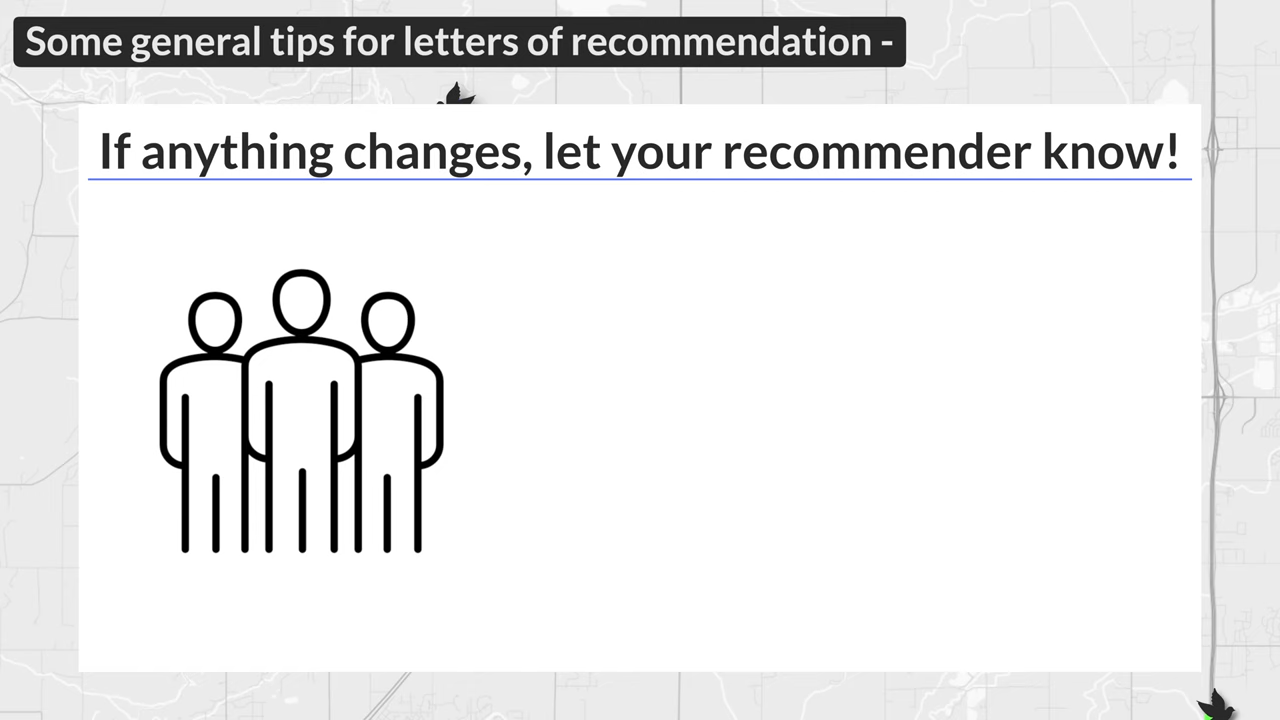 Some general tips for letters of recommendation -
If anything changes, let your recommender know!